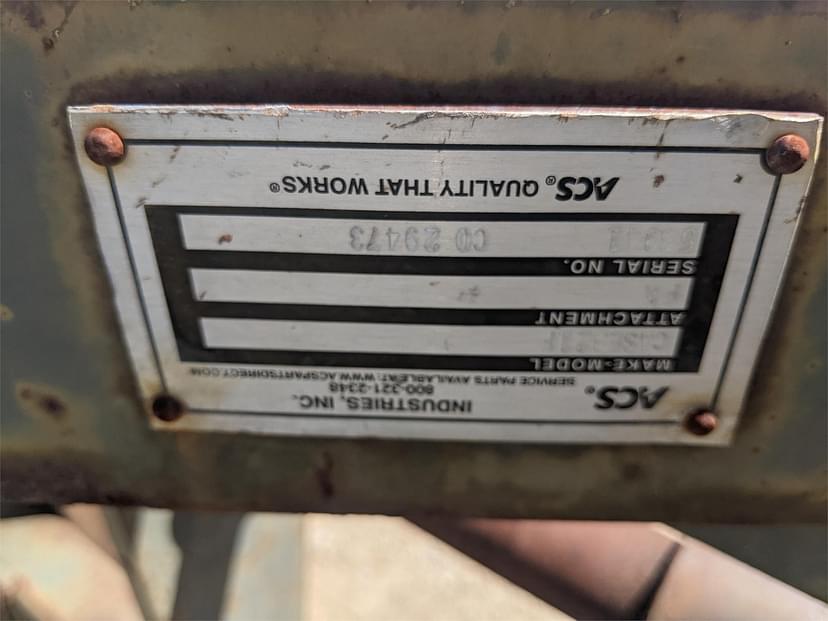 ACS® INDUSTRIES, INC.
800-321-2348
SERVICE PARTS AVAILABLE AT: WWW.ACSPARTSDIRECT.COM
MAKE-MODEL
ATTACHMENT
SERIAL NO.
CO 29473
ACS® QUALITY THAT WORKS®